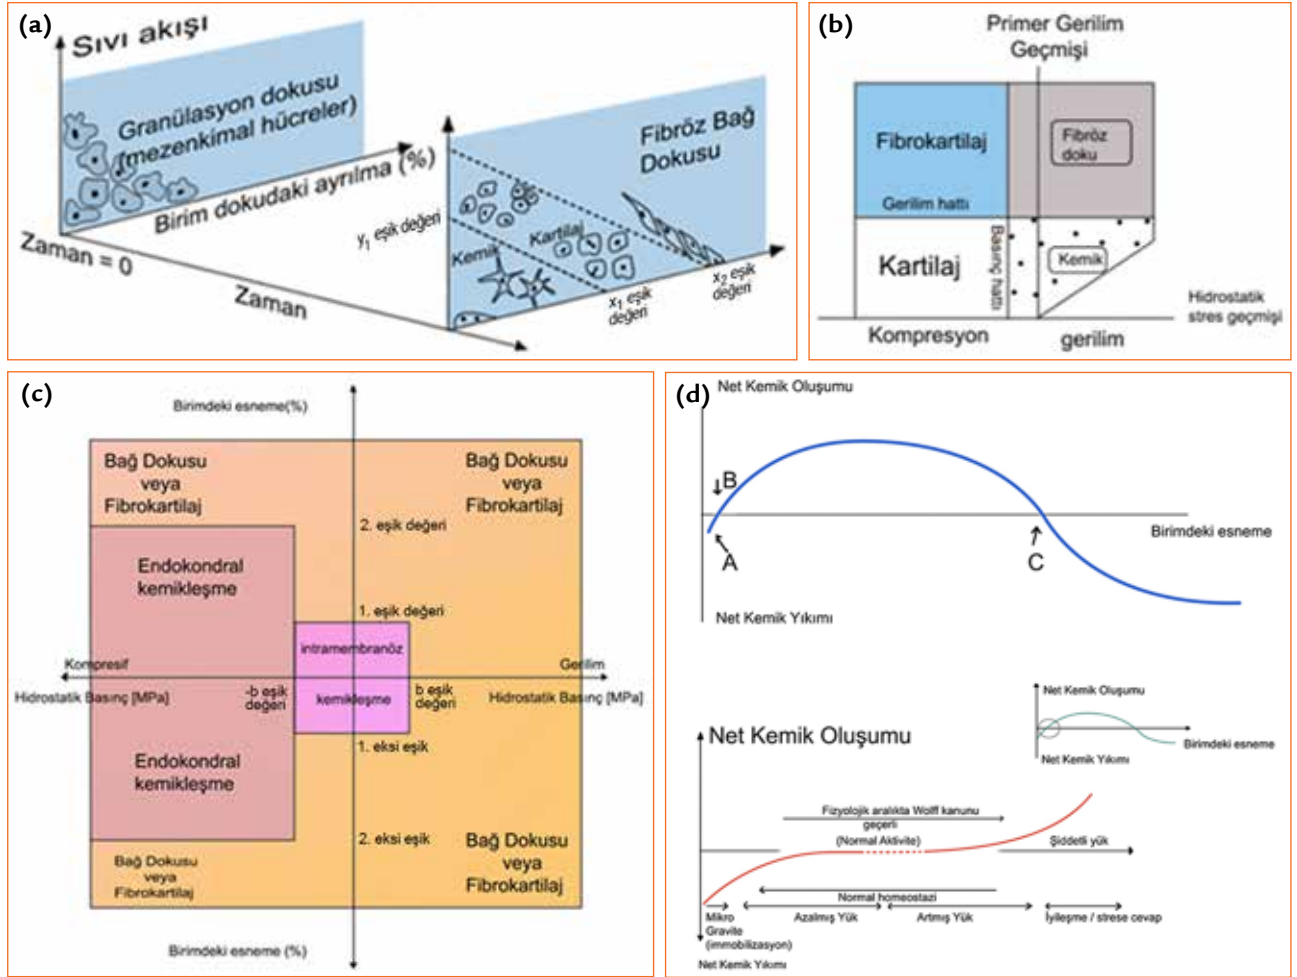 (a)
Sıvı akışı
Granülasyon dokusu
(mezenkimal hücreler)
Birim dokudaki ayrılma (%)
Zaman = 0
Zaman
Fibröz Bağ
Dokusu
y₁ eşik değeri
Kemik
Kartilaj
x₁ eşik
değeri
x₂ eşik
değeri
(b)
Primer Gerilim
Geçmişi
Fibrokartilaj
Fibröz
doku
Gerilim hattı
Kartilaj
Basınç hattı
Kemik
Hidrostatik
stres geçmişi
Kompresyon
gerilim
(c)
Birimdeki esneme(%)
Bağ Dokusu
veya
Fibrokartilaj
Bağ Dokusu
veya
Fibrokartilaj
2. eşik değeri
Endokondral
kemikleşme
1. eşik değeri
intramembranöz
Kompresif
Gerilim
Hidrostatik Basınç [MPa]
-b eşik
değeri
kemikleşme
b eşik
değeri
Hidrostatik Basınç [MPa]
1. eksi eşik
Endokondral
kemikleşme
2. eksi eşik
Bağ Dokusu
veya
Fibrokartilaj
Bağ Dokusu
veya
Fibrokartilaj
Birimdeki esneme (%)
(d)
Net Kemik Oluşumu
B
A
C
Birimdeki esneme
Net Kemik Yıkımı
Net Kemik Oluşumu
Birimdeki esneme
Net Kemik Yıkımı
Net Kemik Oluşumu
Fizyolojik aralıkta Wolff kanunu
geçerli
(Normal Aktivite)
Şiddetli yük
Normal homeostazi
Mikro
Gravite
(immobilizasyon)
Azalmış Yük
Artmış Yük
İyileşme / strese cevap
Net Kemik Yıkımı